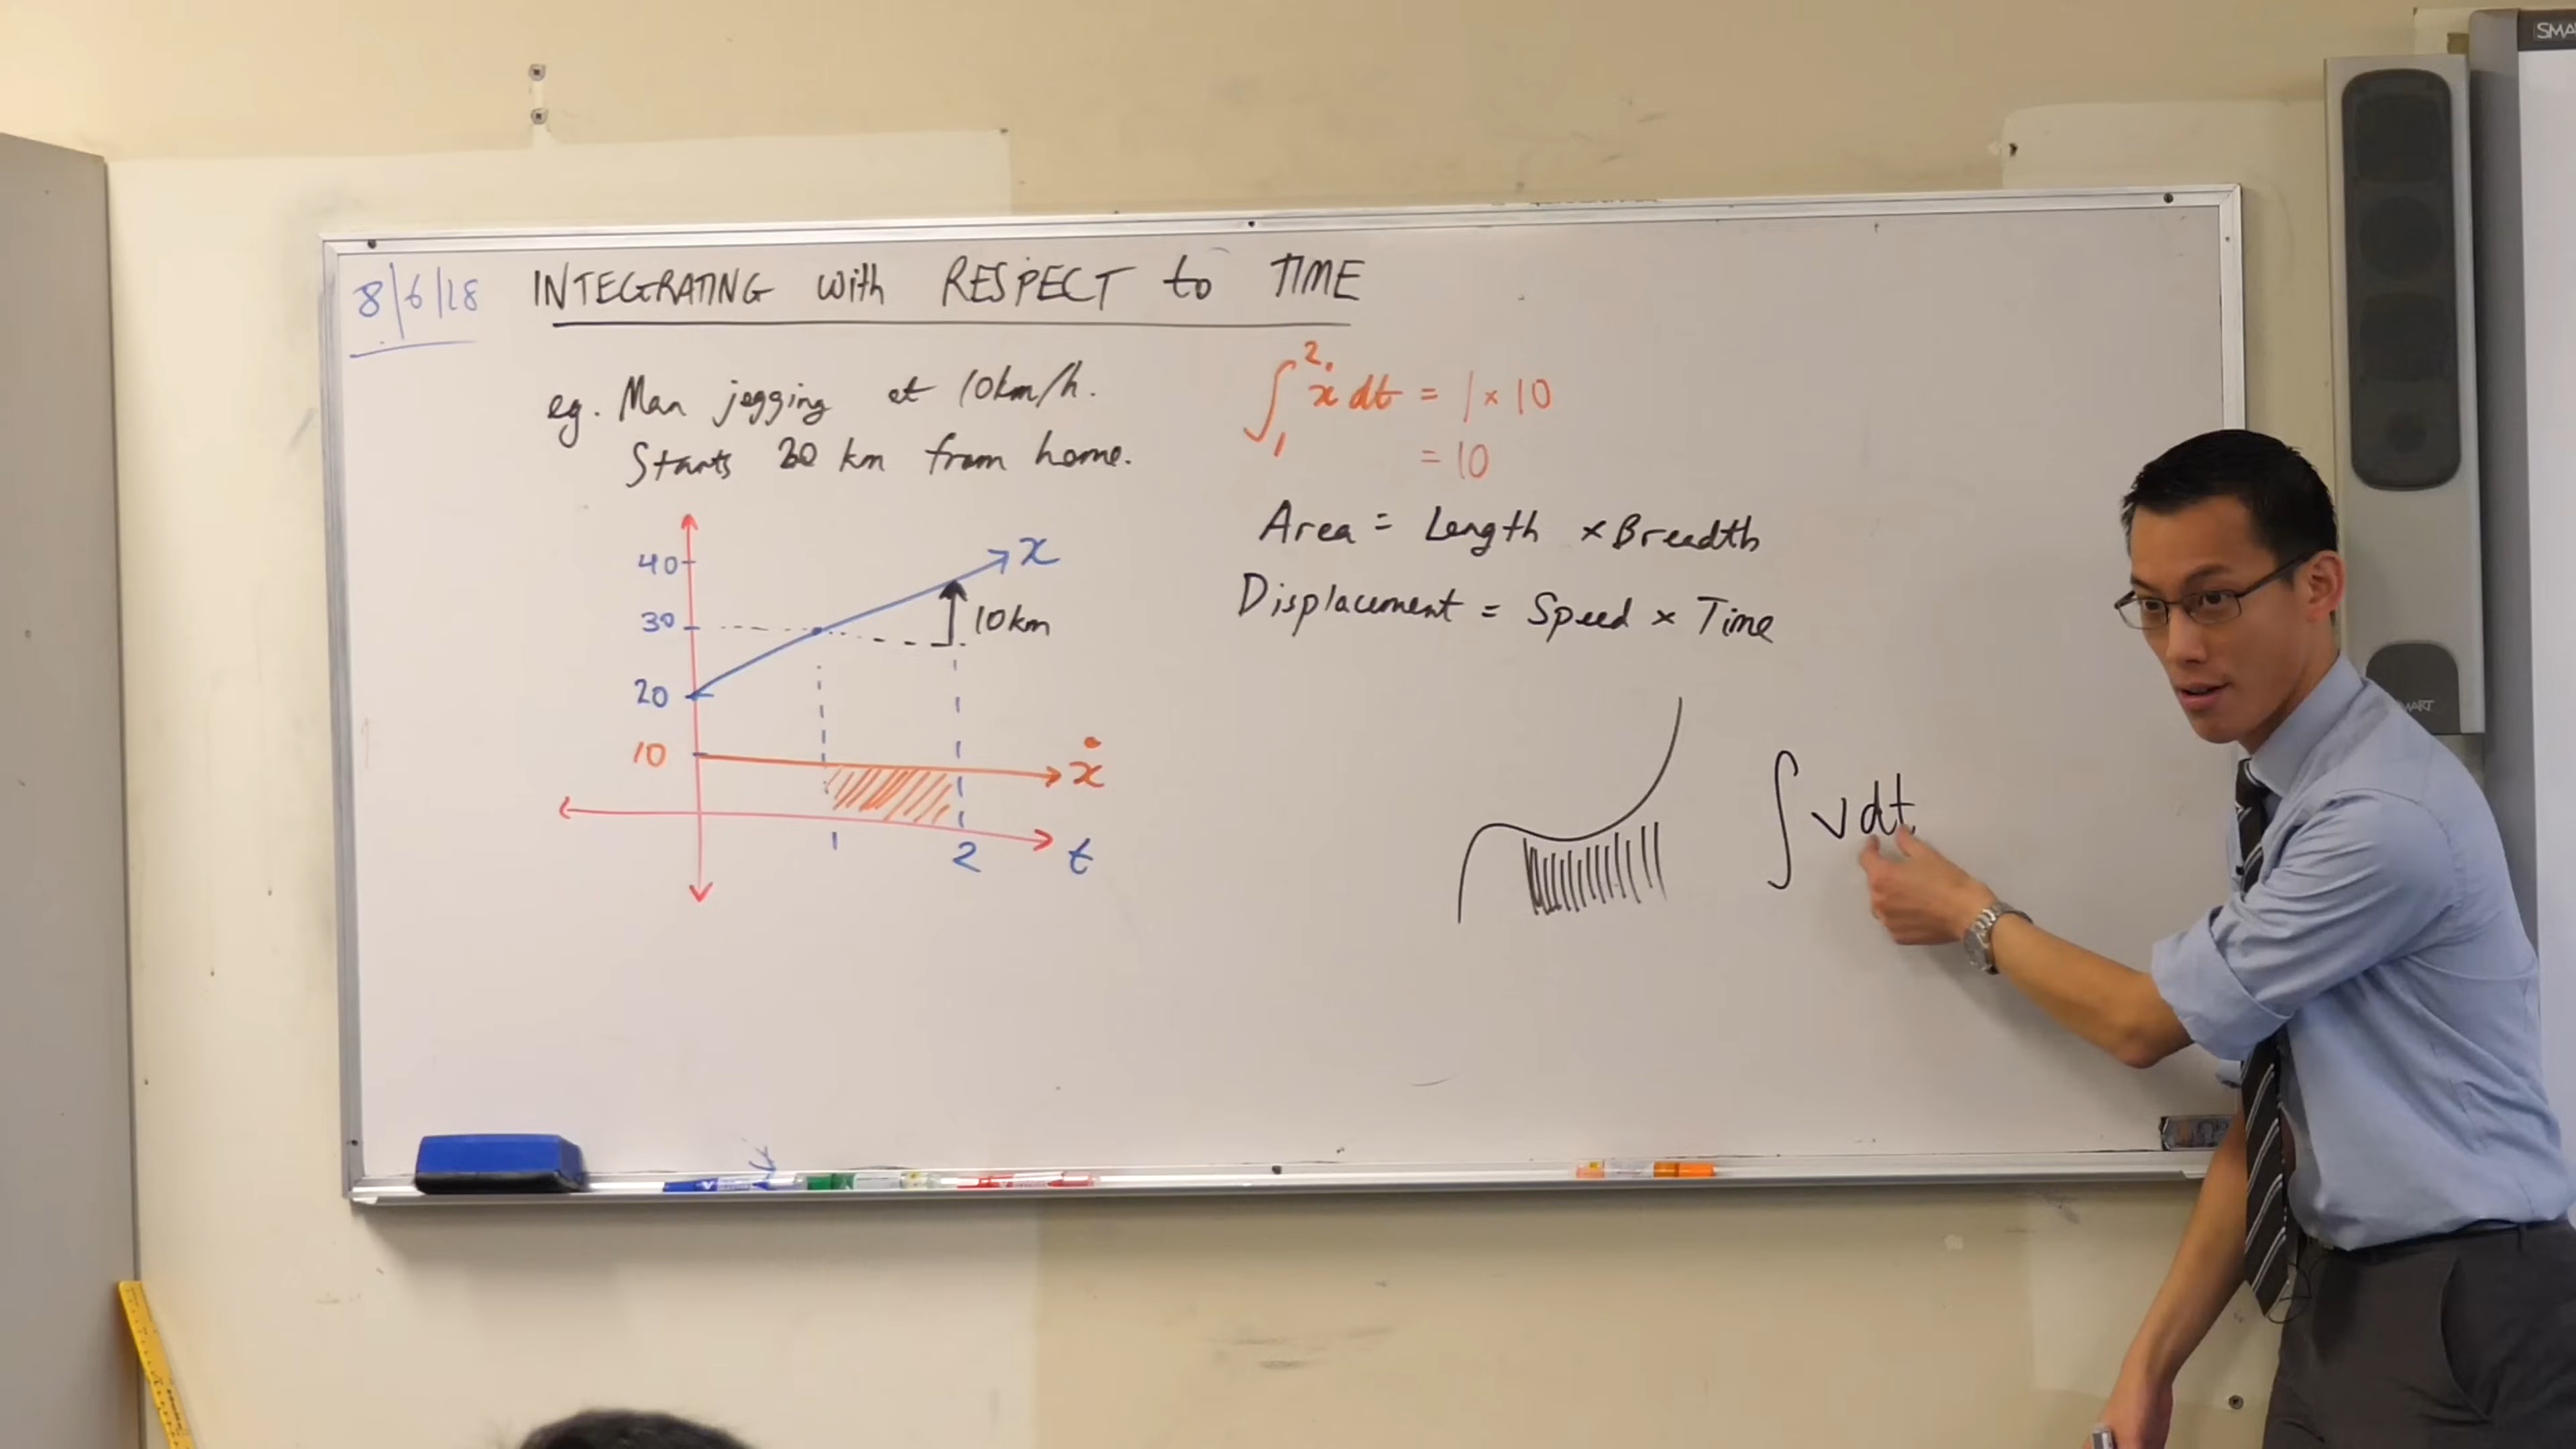 8/6/18 INTEGRATING with RESPECT to TIME
eg. Man jogging at 10km/h.
Starts 20 km from home.
∫₁² ẋ dt = 1 × 10
= 10
Area = Length × Breadth
Displacement = Speed × Time
40
30
20
10
x
10km
ẋ
1
2
t
∫ v dt
SMART